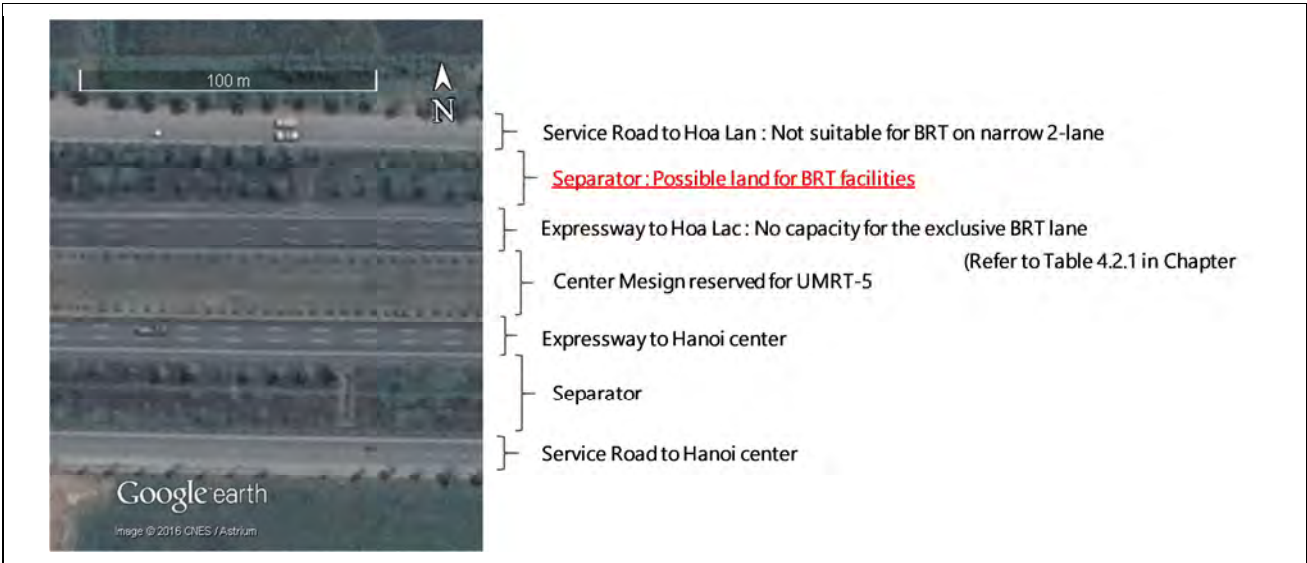 100 m
N
Service Road to Hoa Lan : Not suitable for BRT on narrow 2-lane
Separator : Possible land for BRT facilities
Expressway to Hoa Lac : No capacity for the exclusive BRT lane
(Refer to Table 4.2.1 in Chapter
Center Mesign reserved for UMRT-5
Expressway to Hanoi center
Separator
Service Road to Hanoi center
Google earth
Image © 2016 CNES / Astrium